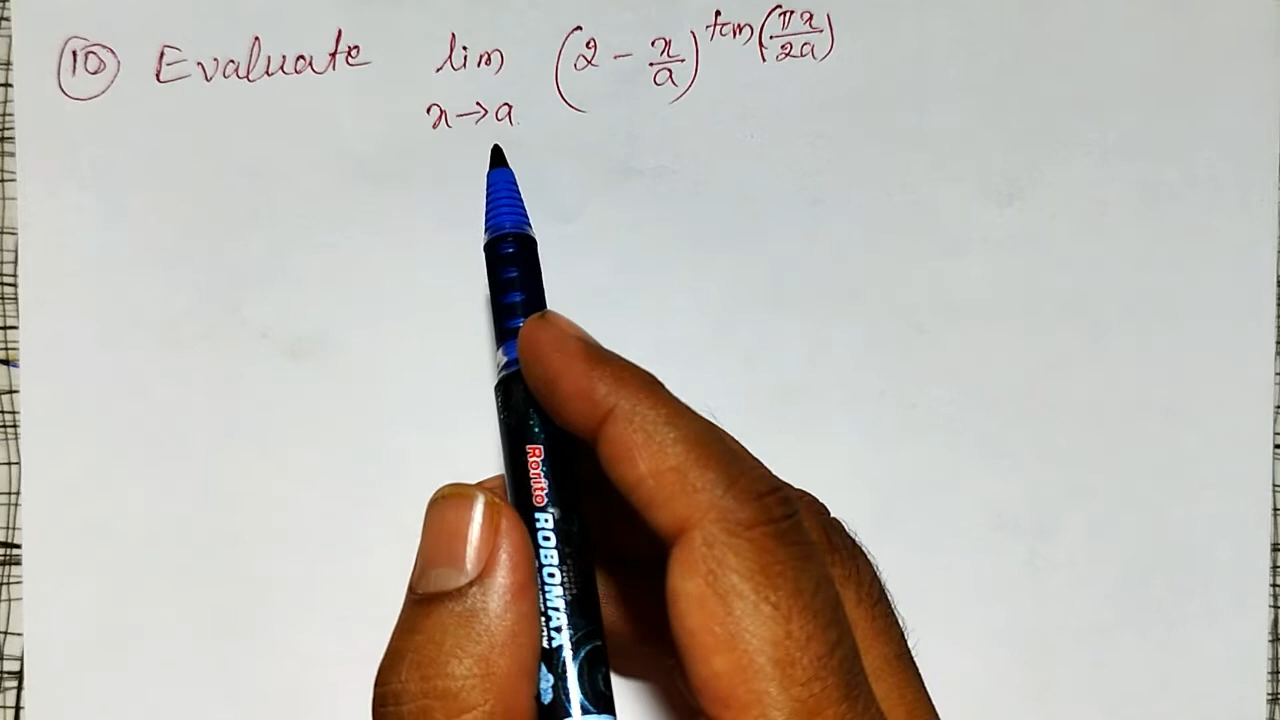 ⑩ Evaluate lim (2 - x/a)^tan(πx/2a)
x→a
Rorito ROBOMAX